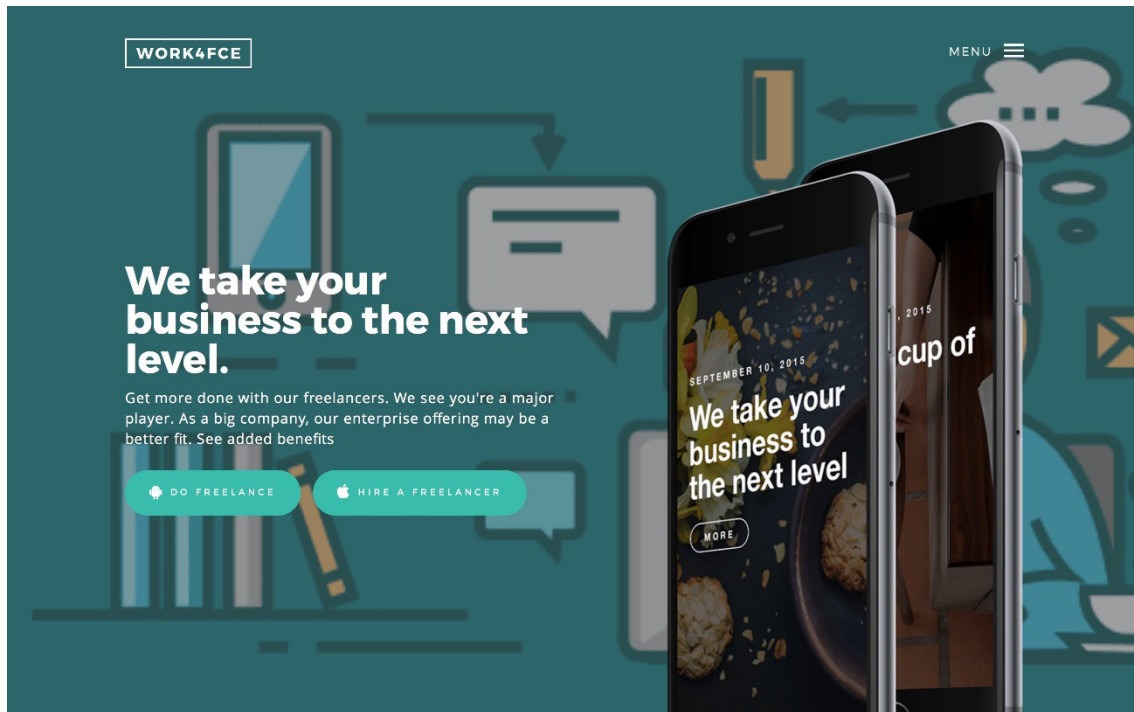 WORK4FCE
MENU
We take your
business to the next
level.
Get more done with our freelancers. We see you're a major
player. As a big company, our enterprise offering may be a
better fit. See added benefits
DO FREELANCE
HIRE A FREELANCER
SEPTEMBER 10, 2015
We take your
business to
the next level
MORE
, 2015
cup of